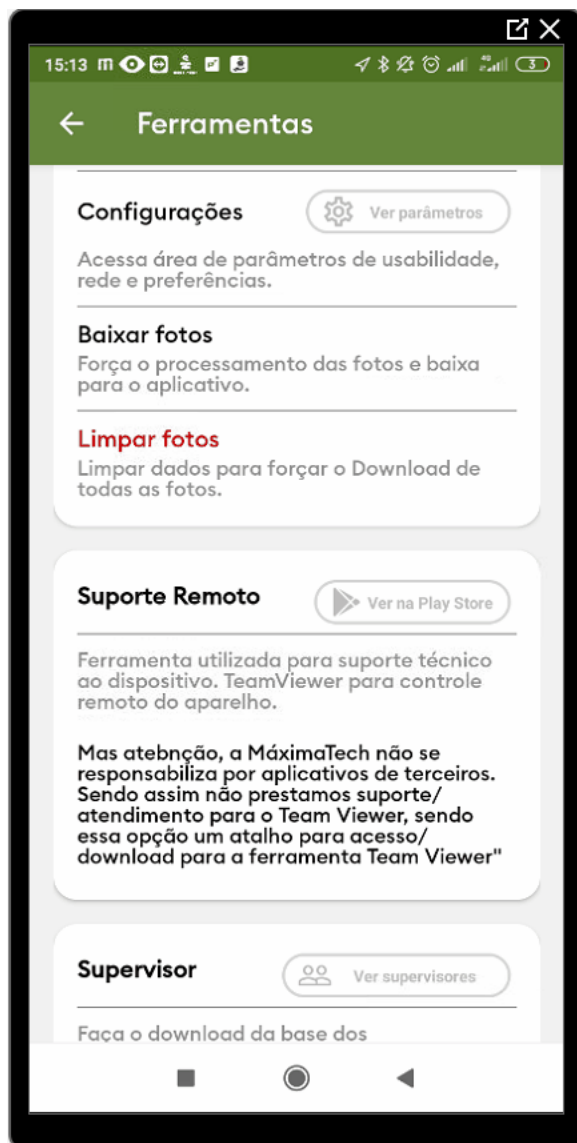 15:13
Ferramentas
Configurações
Ver parâmetros
Acessa área de parâmetros de usabilidade,
rede e preferências.
Baixar fotos
Força o processamento das fotos e baixa
para o aplicativo.
Limpar fotos
Limpar dados para forçar o Download de
todas as fotos.
Suporte Remoto
Ver na Play Store
Ferramenta utilizada para suporte técnico
ao dispositivo. TeamViewer para controle
remoto do aparelho.
Mas atebnção, a MáximaTech não se
responsabiliza por aplicativos de terceiros.
Sendo assim não prestamos suporte/
atendimento para o Team Viewer, sendo
essa opção um atalho para acesso/
download para a ferramenta Team Viewer"
Supervisor
Ver supervisores
Faça o download da base dos